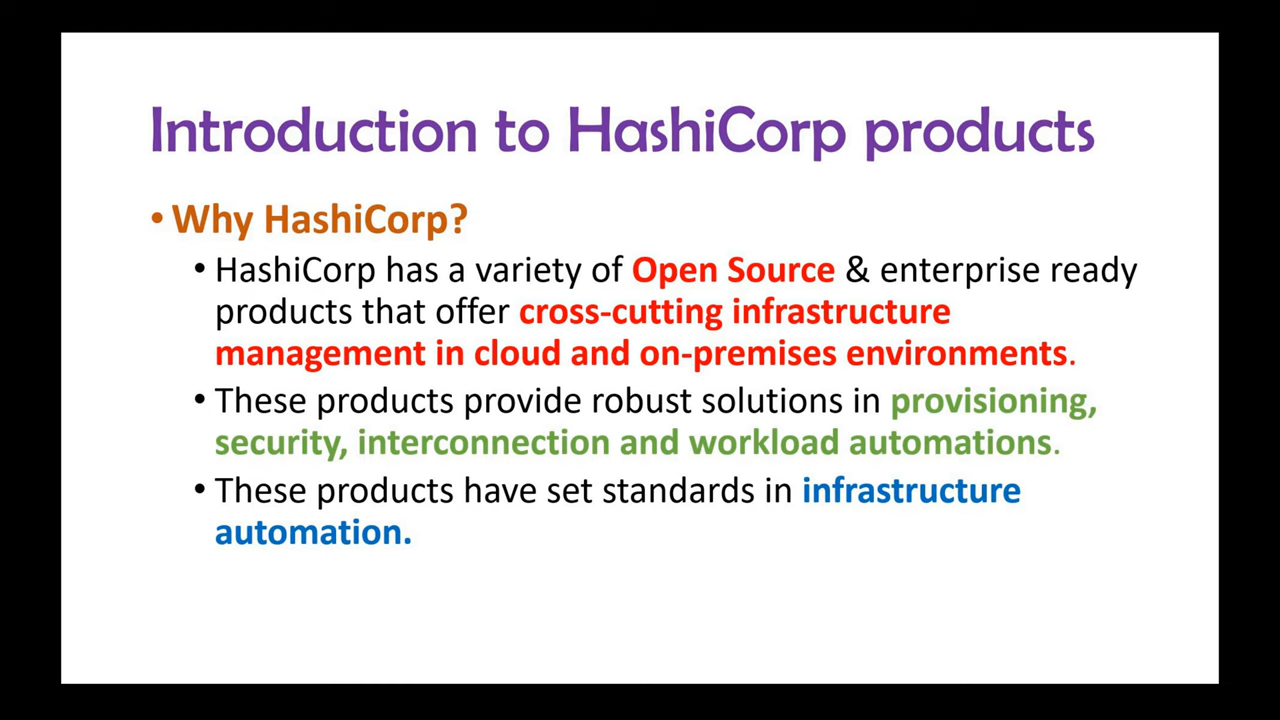 Introduction to HashiCorp products
• Why HashiCorp?
• HashiCorp has a variety of Open Source & enterprise ready
products that offer cross-cutting infrastructure
management in cloud and on-premises environments.
• These products provide robust solutions in provisioning,
security, interconnection and workload automations.
• These products have set standards in infrastructure
automation.